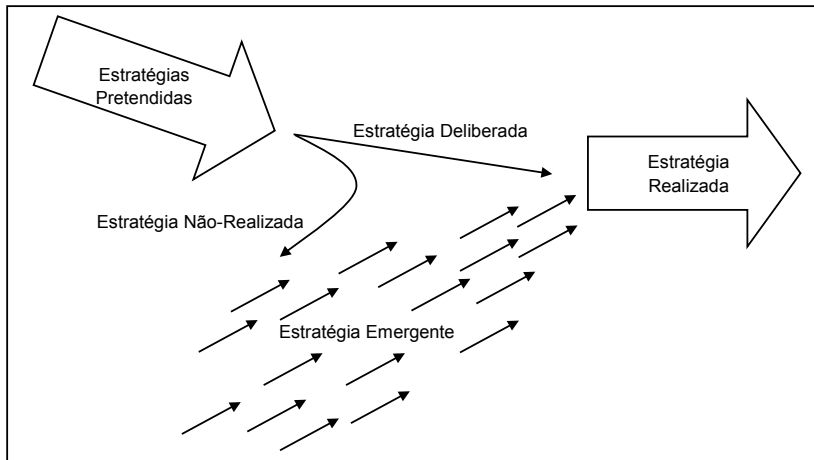 Estratégias
Pretendidas
Estratégia Deliberada
Estratégia
Realizada
Estratégia Não-Realizada
Estratégia Emergente